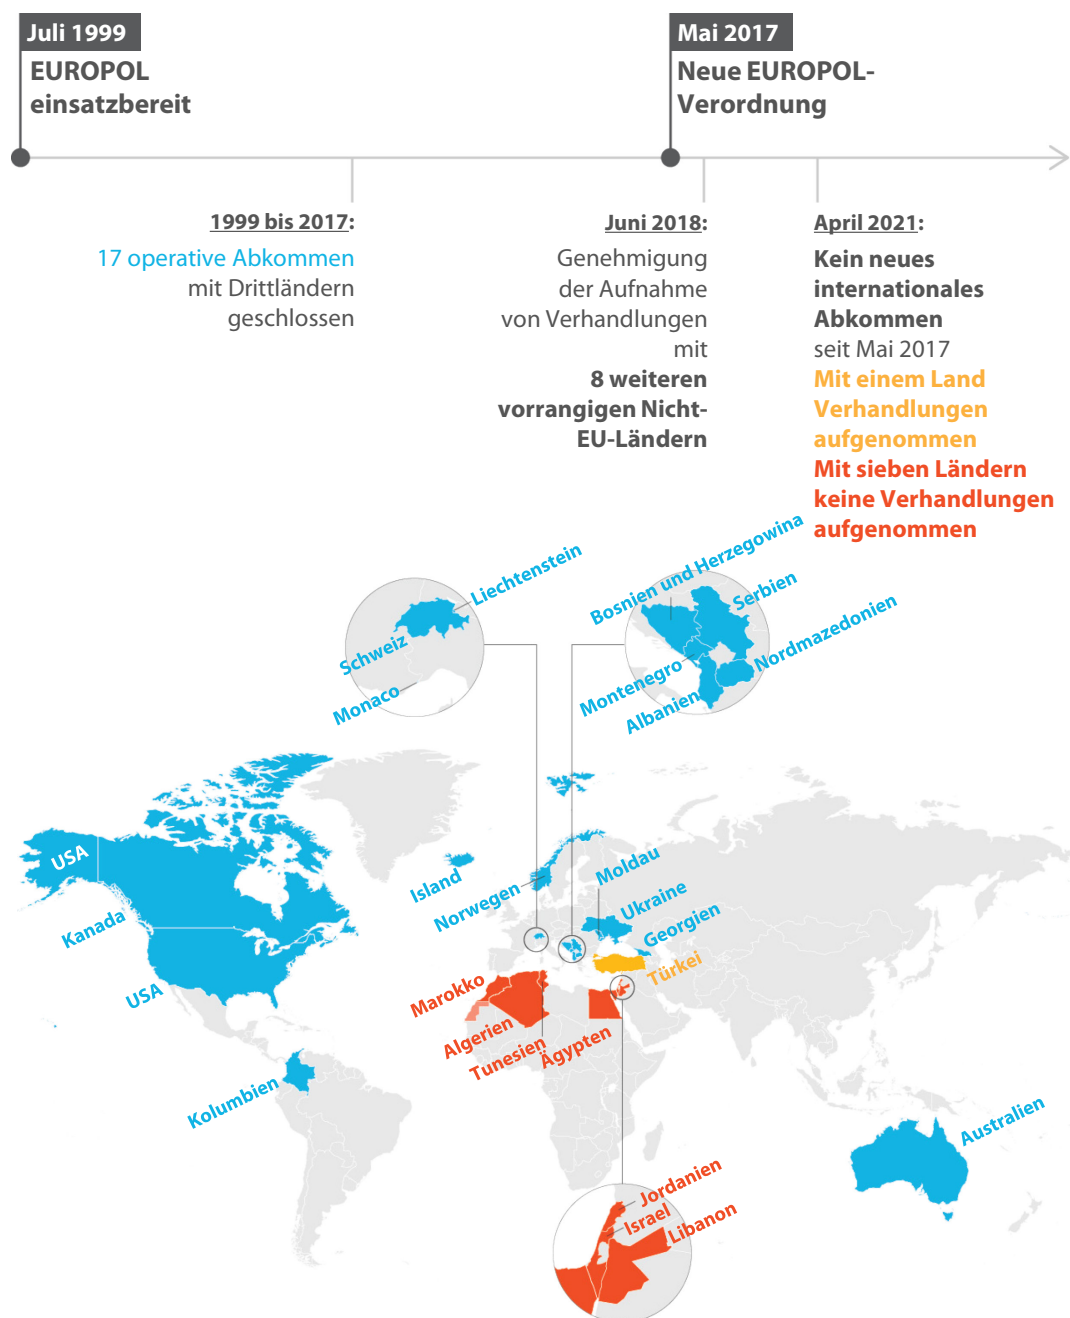 Juli 1999
EUROPOL
einsatzbereit
Mai 2017
Neue EUROPOL-
Verordnung
1999 bis 2017:
17 operative Abkommen
mit Drittländern
geschlossen
Juni 2018:
Genehmigung
der Aufnahme
von Verhandlungen
mit
8 weiteren
vorrangigen Nicht-
EU-Ländern
April 2021:
Kein neues
internationales
Abkommen
seit Mai 2017
Mit einem Land
Verhandlungen
aufgenommen
Mit sieben Ländern
keine Verhandlungen
aufgenommen
Liechtenstein
Schweiz
Monaco
Bosnien und Herzegowina
Serbien
Nordmazedonien
Montenegro
Albanien
USA
Kanada
USA
Island
Norwegen
Moldau
Ukraine
Georgien
Türkei
Marokko
Algerien
Tunesien
Ägypten
Kolumbien
Australien
Jordanien
Israel
Libanon